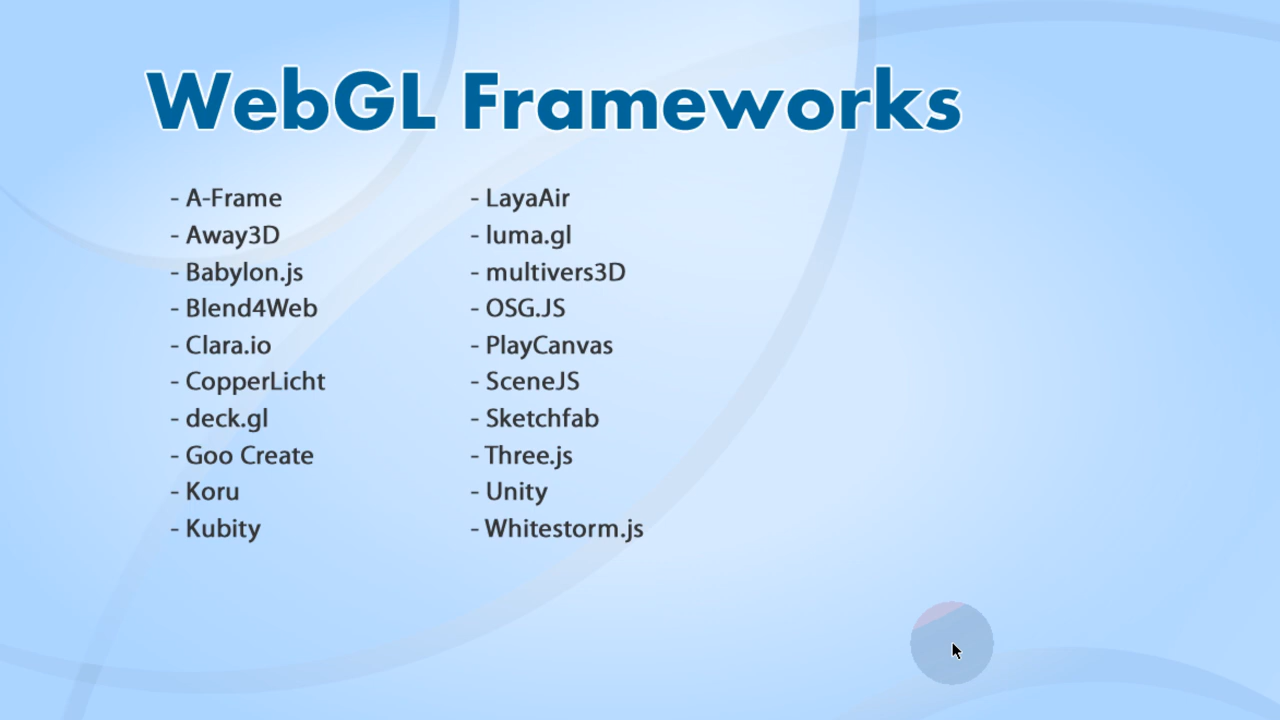 WebGL Frameworks
- A-Frame
- Away3D
- Babylon.js
- Blend4Web
- Clara.io
- CopperLicht
- deck.gl
- Goo Create
- Koru
- Kubity
- LayaAir
- luma.gl
- multivers3D
- OSG.JS
- PlayCanvas
- SceneJS
- Sketchfab
- Three.js
- Unity
- Whitestorm.js